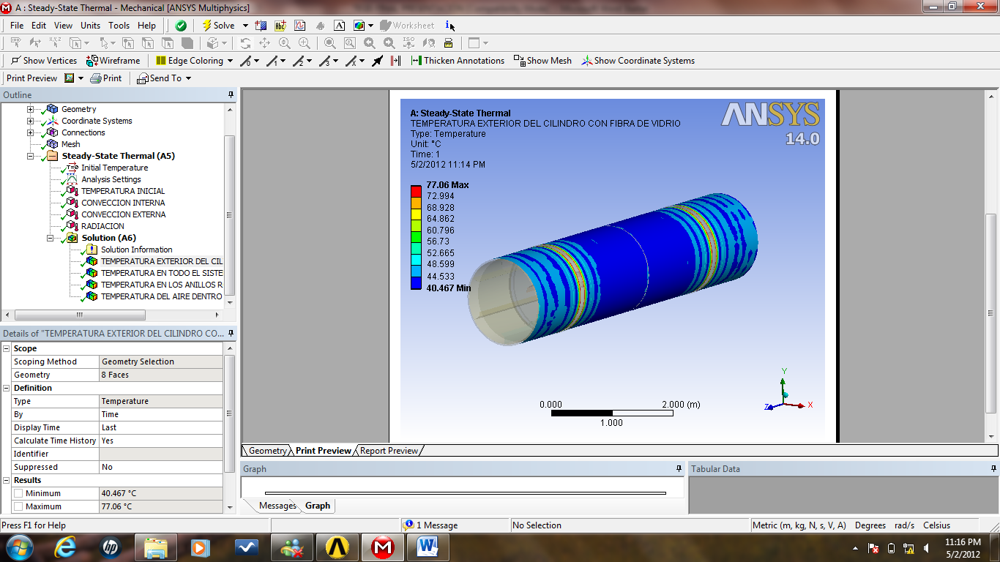 A : Steady-State Thermal - Mechanical [ANSYS Multiphysics]
File Edit View Units Tools Help Solve Worksheet
Show Vertices Wireframe Edge Coloring Thicken Annotations Show Mesh Show Coordinate Systems
Print Preview Print Send To
Outline
Geometry
Coordinate Systems
Connections
Mesh
Steady-State Thermal (A5)
Initial Temperature
Analysis Settings
TEMPERATURA INICIAL
CONVECCION INTERNA
CONVECCION EXTERNA
RADIACION
Solution (A6)
Solution Information
TEMPERATURA EXTERIOR DEL CIL
TEMPERATURA EN TODO EL SISTE
TEMPERATURA EN LOS ANILLOS R
TEMPERATURA DEL AIRE DENTRO
Details of "TEMPERATURA EXTERIOR DEL CILINDRO CO...
Scope
Scoping Method Geometry Selection
Geometry 8 Faces
Definition
Type Temperature
By Time
Display Time Last
Calculate Time History Yes
Identifier
Suppressed No
Results
Minimum 40.467 °C
Maximum 77.06 °C
A: Steady-State Thermal
TEMPERATURA EXTERIOR DEL CILINDRO CON FIBRA DE VIDRIO
Type: Temperature
Unit: °C
Time: 1
5/2/2012 11:14 PM
77.06 Max
72.994
68.928
64.862
60.796
56.73
52.665
48.599
44.533
40.467 Min
ANSYS
14.0
Y
Z X
0.000 2.000 (m)
1.000
Geometry Print Preview Report Preview
Graph
Tabular Data
Messages Graph
Press F1 for Help 1 Message No Selection Metric (m, kg, N, s, V, A) Degrees rad/s Celsius
11:16 PM
5/2/2012